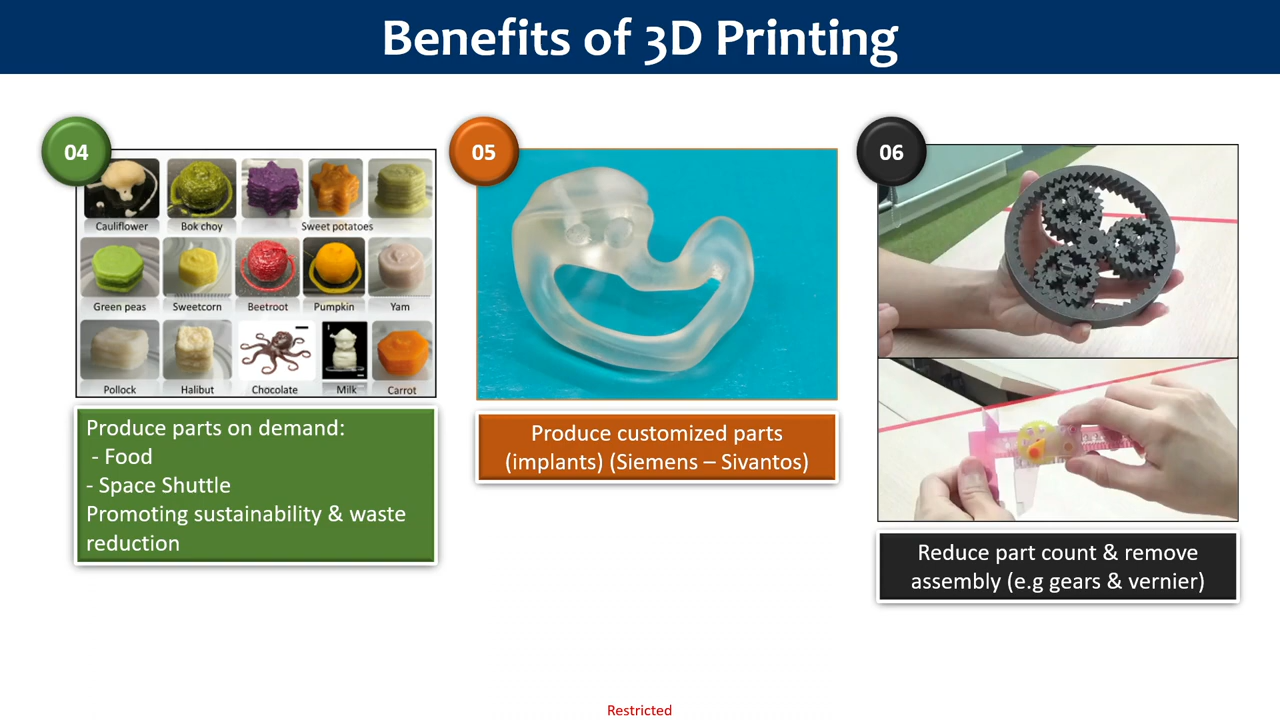 Benefits of 3D Printing
04
Cauliflower Bok choy Sweet potatoes
Green peas Sweetcorn Beetroot Pumpkin Yam
Pollock Halibut Chocolate Milk Carrot
Produce parts on demand:
- Food
- Space Shuttle
Promoting sustainability & waste
reduction
05
Produce customized parts
(implants) (Siemens – Sivantos)
06
Reduce part count & remove
assembly (e.g gears & vernier)
Restricted